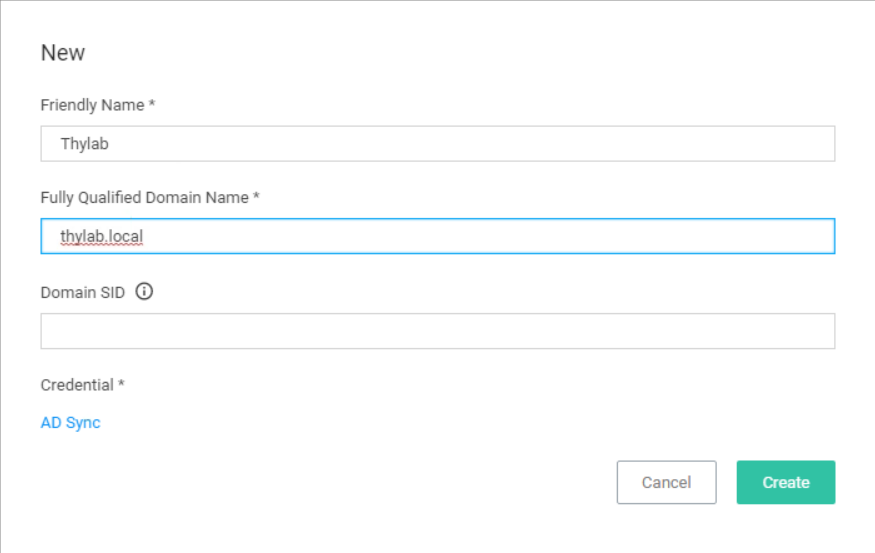 New
Friendly Name *
Thylab
Fully Qualified Domain Name *
thylab.local
Domain SID
Credential *
AD Sync
Cancel Create